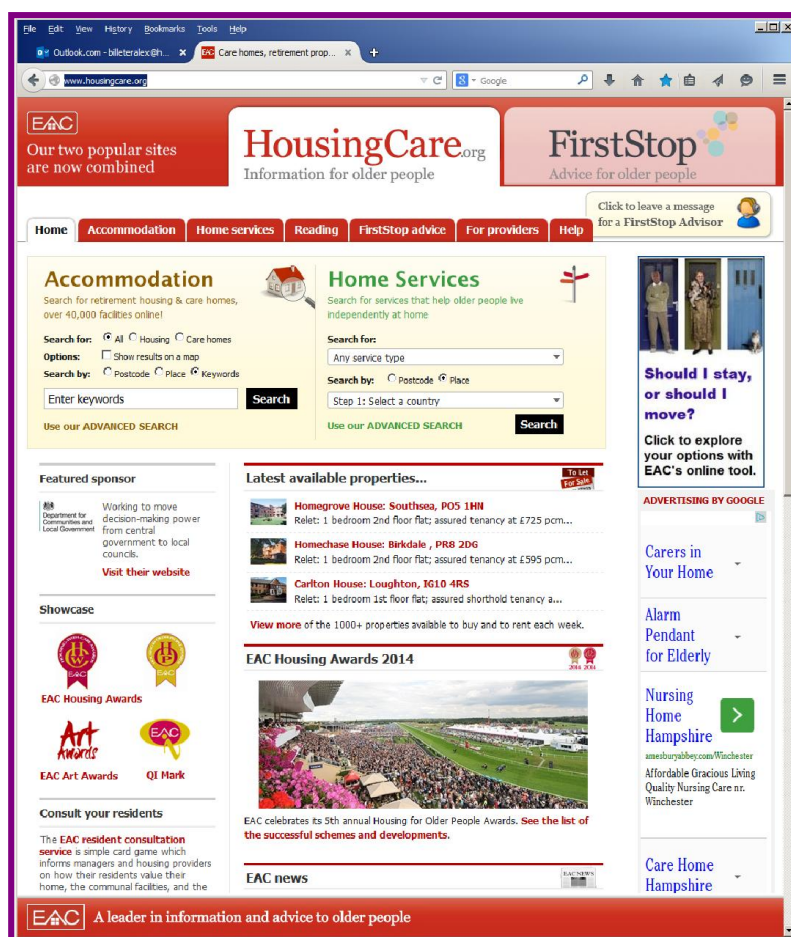 File Edit View History Bookmarks Tools Help
Outlook.com - billeteralex@h...
EAC Care homes, retirement prop...
www.housingcare.org
Google
EAC
Our two popular sites
are now combined
HousingCare.org
Information for older people
FirstStop
Advice for older people
Click to leave a message
for a FirstStop Advisor
Home Accommodation Home services Reading FirstStop advice For providers Help
Accommodation
Search for retirement housing & care homes,
over 40,000 facilities online!
Search for: All Housing Care homes
Options: Show results on a map
Search by: Postcode Place Keywords
Enter keywords Search
Use our ADVANCED SEARCH
Home Services
Search for services that help older people live
independently at home
Search for:
Any service type
Search by: Postcode Place
Step 1: Select a country
Use our ADVANCED SEARCH Search
Should I stay,
or should I
move?
Click to explore
your options with
EAC's online tool.
Featured sponsor
Department for
Communities and
Local Government
Working to move
decision-making power
from central
government to local
councils.
Visit their website
Showcase
EAC
EAC
EAC Housing Awards
Art
Awards
EAC
EAC Art Awards QI Mark
Consult your residents
The EAC resident consultation
service is simple card game which
informs managers and housing providers
on how their residents value their
home, the communal facilities, and the
Latest available properties...
To Let
For Sale
Homegrove House: Southsea, PO5 1HN
Relet: 1 bedroom 2nd floor flat; assured tenancy at £725 pcm...
Homechase House: Birkdale , PR8 2DG
Relet: 1 bedroom 2nd floor flat; assured tenancy at £595 pcm...
Carlton House: Loughton, IG10 4RS
Relet: 1 bedroom 1st floor flat; assured shorthold tenancy a...
View more of the 1000+ properties available to buy and to rent each week.
EAC Housing Awards 2014
2014 2014
EAC celebrates its 5th annual Housing for Older People Awards. See the list of
the successful schemes and developments.
EAC news
EAC NEWS
ADVERTISING BY GOOGLE
Carers in
Your Home
Alarm
Pendant
for Elderly
Nursing
Home
Hampshire
amesburyabbey.com/Winchester
Affordable Gracious Living
Quality Nursing Care nr.
Winchester
Care Home
Hampshire
EAC A leader in information and advice to older people